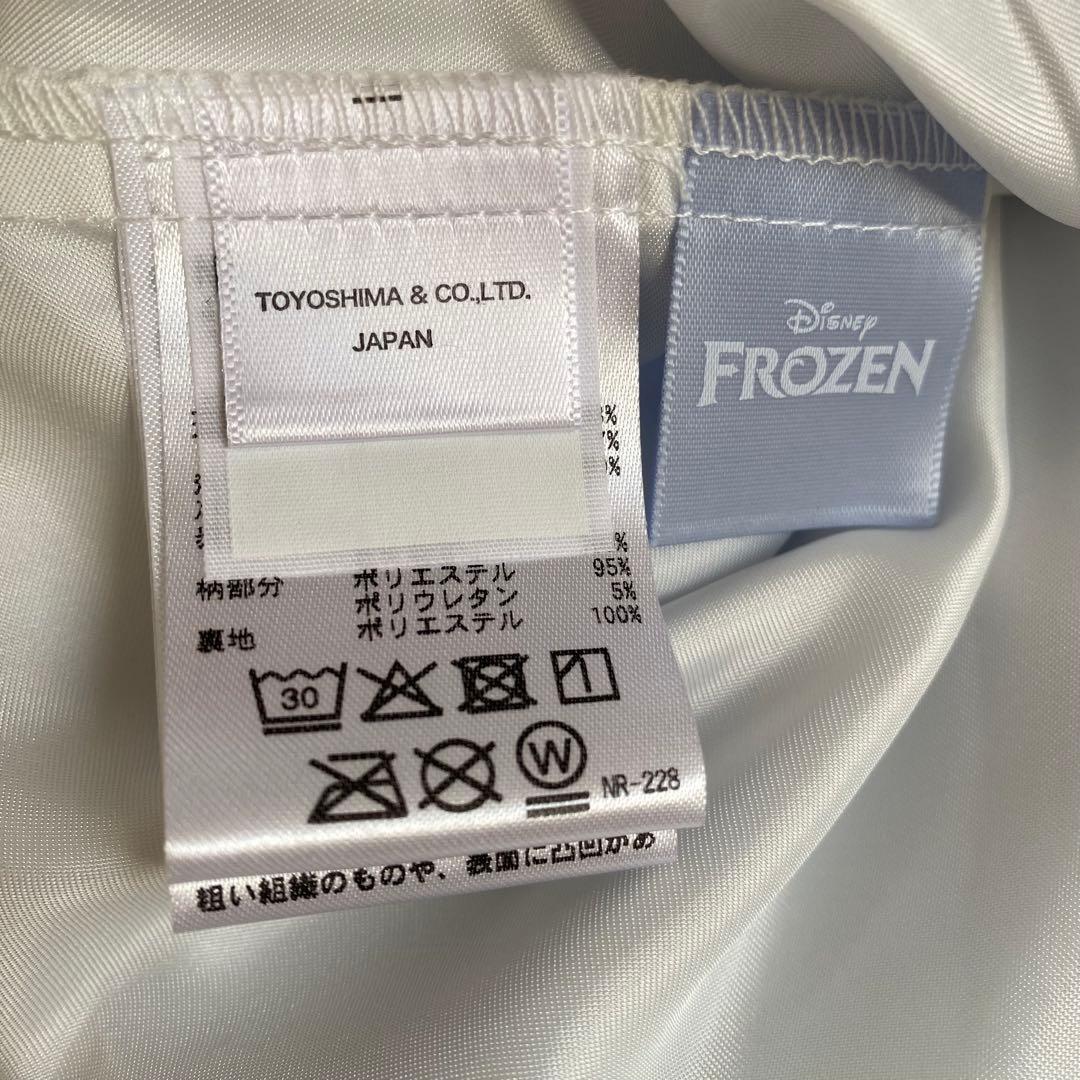 TOYOSHIMA & CO.,LTD.
JAPAN
Disney
FROZEN
%
%
%
%
柄部分 ポリエステル 95%
ポリウレタン 5%
裏地 ポリエステル 100%
30
W
NR-228
粗い組織のものや、表面に凸凹があ